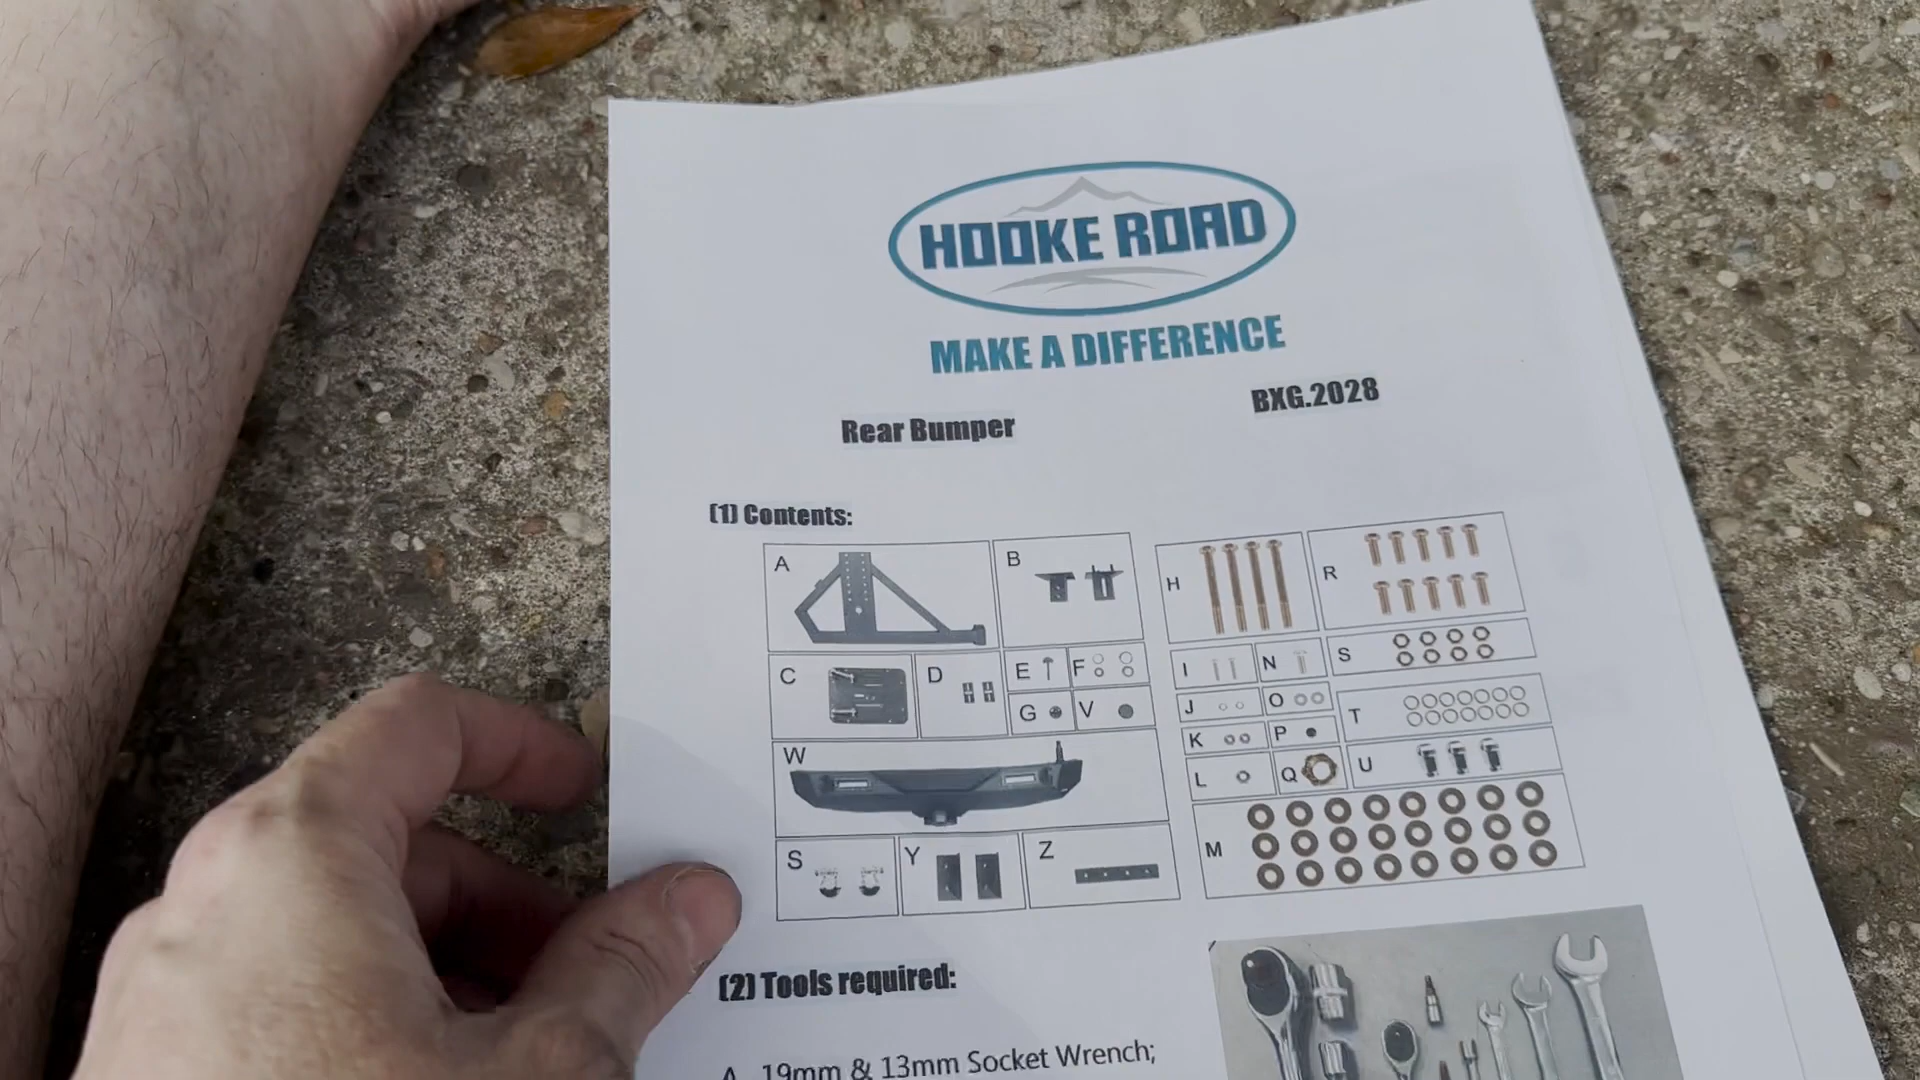 HOOKE ROAD
MAKE A DIFFERENCE
BXG.2028
Rear Bumper
(1) Contents:
A
B
H
R
C
D
E
F
I
N
S
G
V
J
O
T
W
K
P
L
Q
U
S
Y
Z
M
(2) Tools required:
A 19mm & 13mm Socket Wrench;